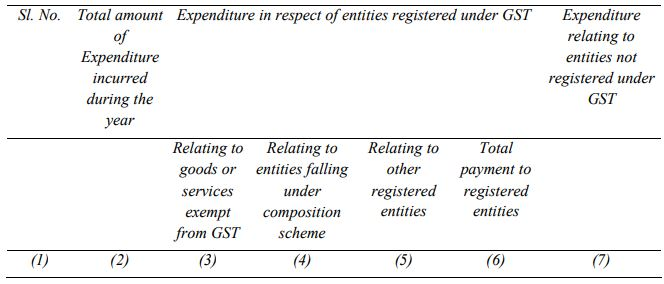 Sl. No.
Total amount
of
Expenditure
incurred
during the
year
Expenditure in respect of entities registered under GST
Expenditure
relating to
entities not
registered under
GST
Relating to
goods or
services
exempt
from GST
Relating to
entities falling
under
composition
scheme
Relating to
other
registered
entities
Total
payment to
registered
entities
(1)
(2)
(3)
(4)
(5)
(6)
(7)